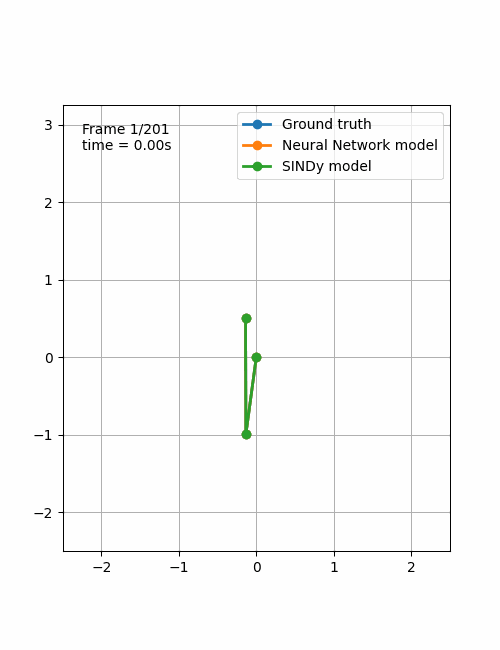 Frame 1/201
time = 0.00s
Ground truth
Neural Network model
SINDy model
3
2
1
0
−1
−2
−2
−1
0
1
2